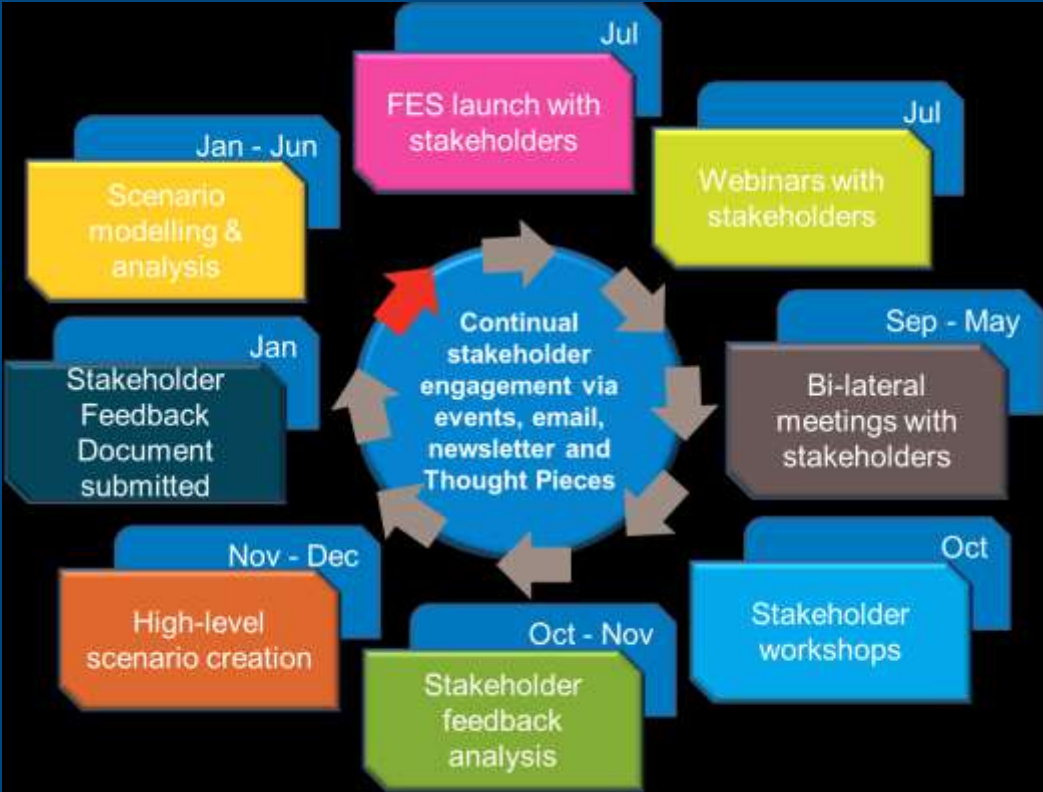 Jul
FES launch with
stakeholders
Jul
Webinars with
stakeholders
Sep - May
Bi-lateral
meetings with
stakeholders
Oct
Stakeholder
workshops
Oct - Nov
Stakeholder
feedback
analysis
Nov - Dec
High-level
scenario creation
Jan
Stakeholder
Feedback
Document
submitted
Jan - Jun
Scenario
modelling &
analysis
Continual
stakeholder
engagement via
events, email,
newsletter and
Thought Pieces